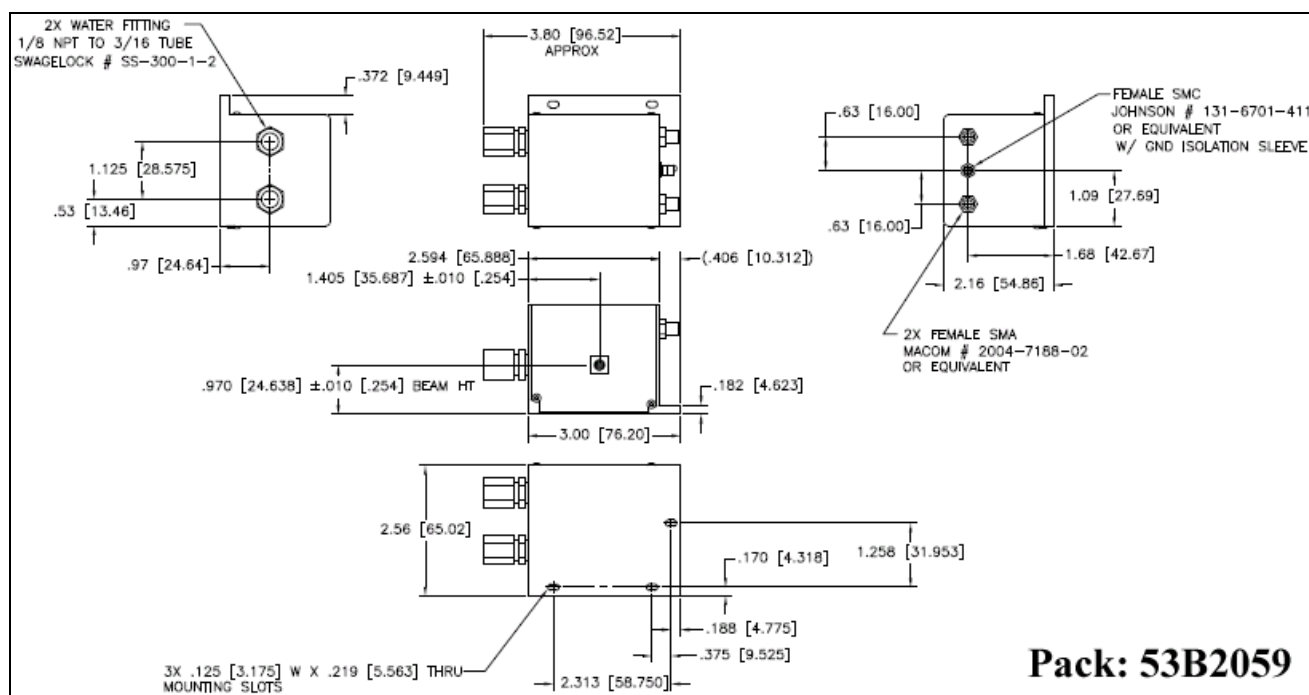 2X WATER FITTING
1/8 NPT TO 3/16 TUBE
SWAGELOCK # SS-300-1-2
3.80 [96.52]
APPROX
.372 [9.449]
1.125 [28.575]
.53 [13.46]
.97 [24.64]
.63 [16.00]
FEMALE SMC
JOHNSON # 131-6701-411
OR EQUIVALENT
W/ GND ISOLATION SLEEVE
1.09 [27.69]
.63 [16.00]
1.68 [42.67]
2.16 [54.86]
2X FEMALE SMA
MACOM # 2004-7188-02
OR EQUIVALENT
2.594 [65.888]
(.406 [10.312])
1.405 [35.687] ±.010 [.254]
.970 [24.638] ±.010 [.254] BEAM HT
.182 [4.623]
3.00 [76.20]
2.56 [65.02]
.170 [4.318]
1.258 [31.953]
.188 [4.775]
.375 [9.525]
2.313 [58.750]
3X .125 [3.175] W X .219 [5.563] THRU
MOUNTING SLOTS
Pack: 53B2059